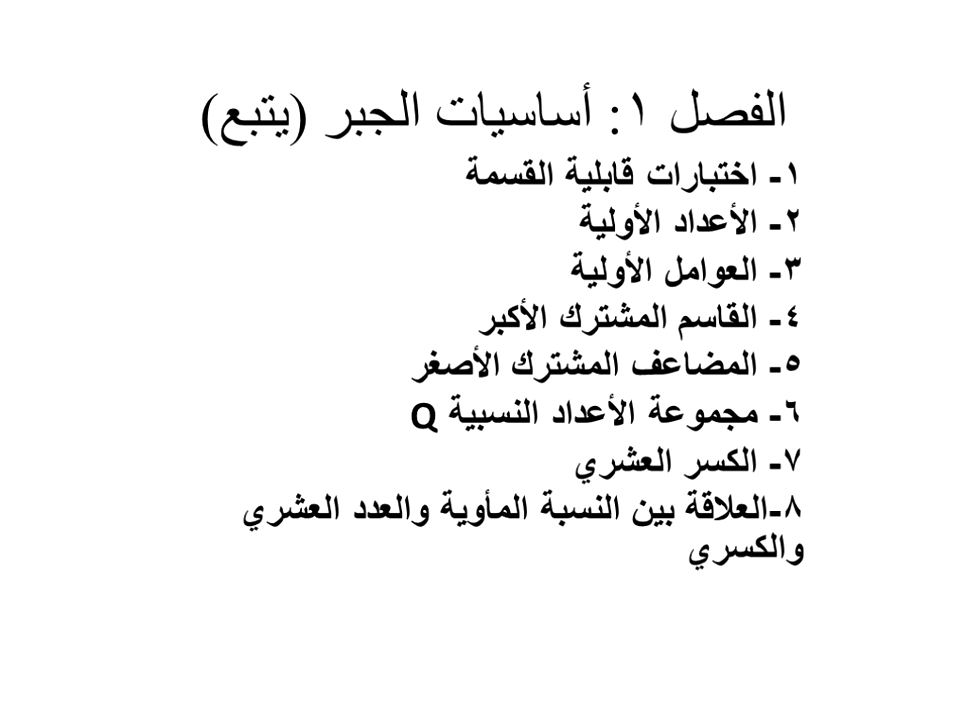 الفصل ١: أساسيات الجبر (يتبع)
١- اختبارات قابلية القسمة
٢- الأعداد الأولية
٣- العوامل الأولية
٤- القاسم المشترك الأكبر
٥- المضاعف المشترك الأصغر
٦- مجموعة الأعداد النسبية Q
٧- الكسر العشري
٨-العلاقة بين النسبة المأوية والعدد العشري
والكسري